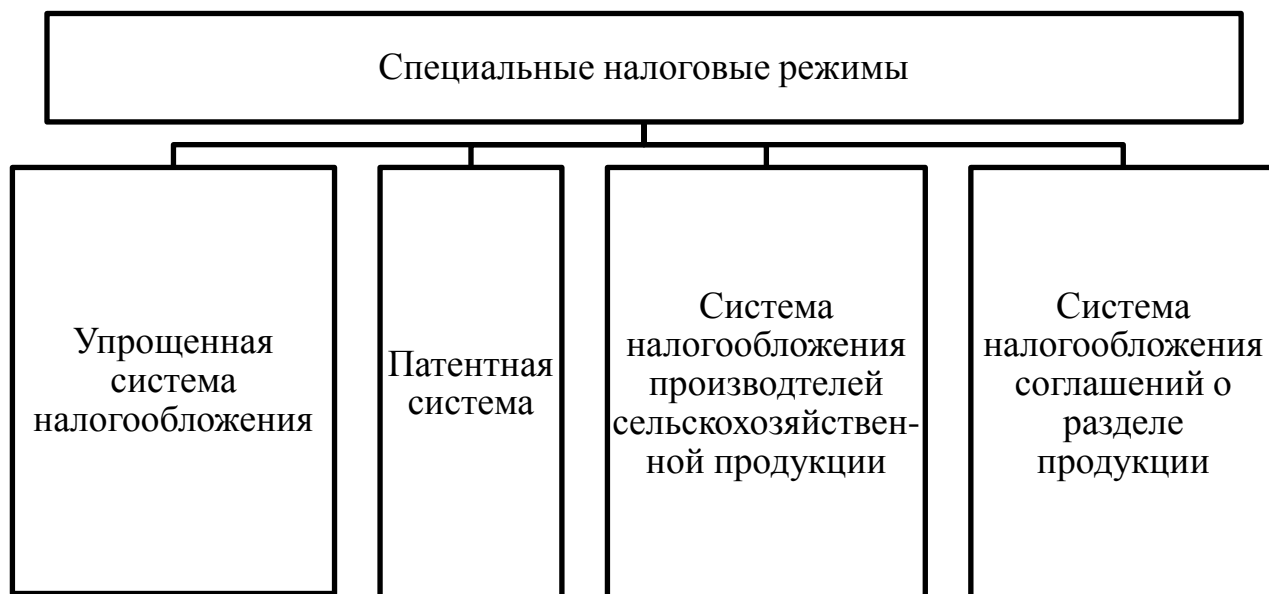 Специальные налоговые режимы
Упрощенная
система
налогообложения
Патентная
система
Система
налогообложения
производтелей
сельскохозяйствен-
ной продукции
Система
налогообложения
соглашений о
разделе
продукции